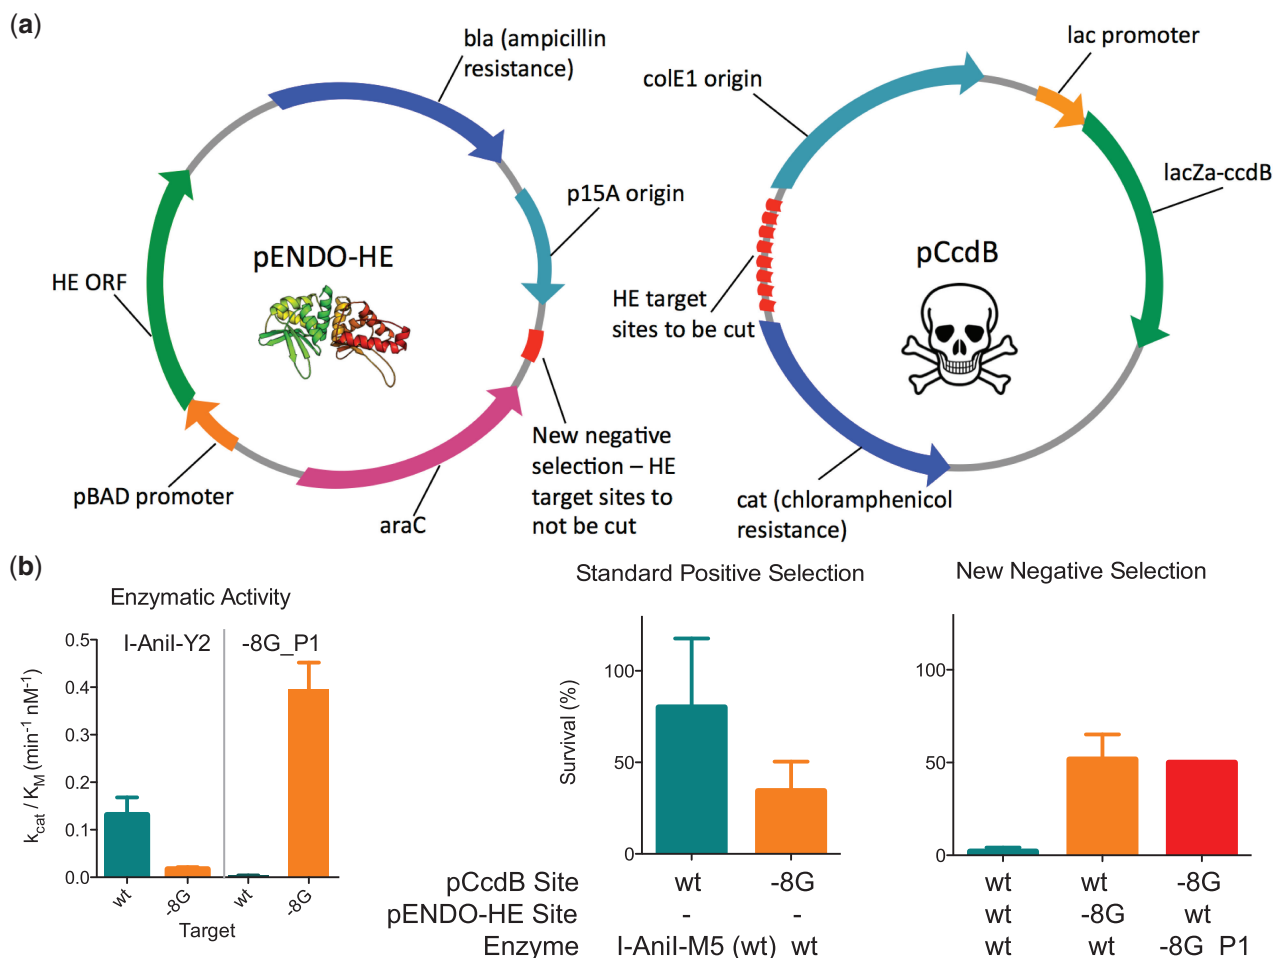 (a)
bla (ampicillin
resistance)
p15A origin
pENDO-HE
HE ORF
pBAD promoter
araC
New negative
selection – HE
target sites to
not be cut
lac promoter
colE1 origin
lacZa-ccdB
pCcdB
HE target
sites to be cut
cat (chloramphenicol
resistance)
(b)
Enzymatic Activity
I-AniI-Y2 -8G_P1
0.5
0.4
0.3
0.2
0.1
0.0
kcat / KM (min-1 nM-1)
wt -8G wt -8G
Target
Standard Positive Selection
Survival (%)
100
50
0
New Negative Selection
100
50
0
pCcdB Site wt -8G wt wt -8G
pENDO-HE Site - - wt -8G wt
Enzyme I-AniI-M5 (wt) wt wt wt -8G P1